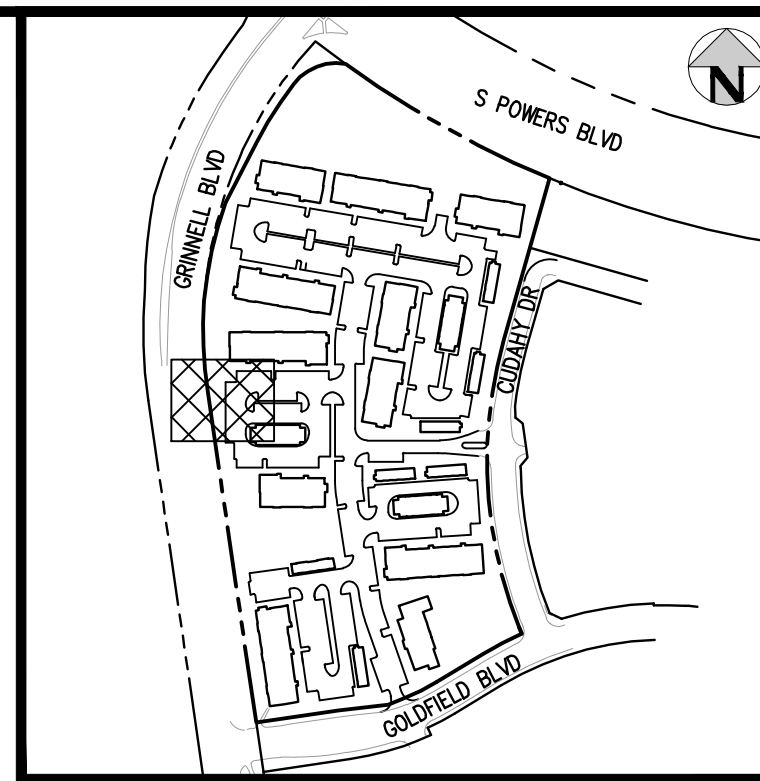 S POWERS BLVD
N
GRINNELL BLVD
CUDAHY DR
GOLDFIELD BLVD